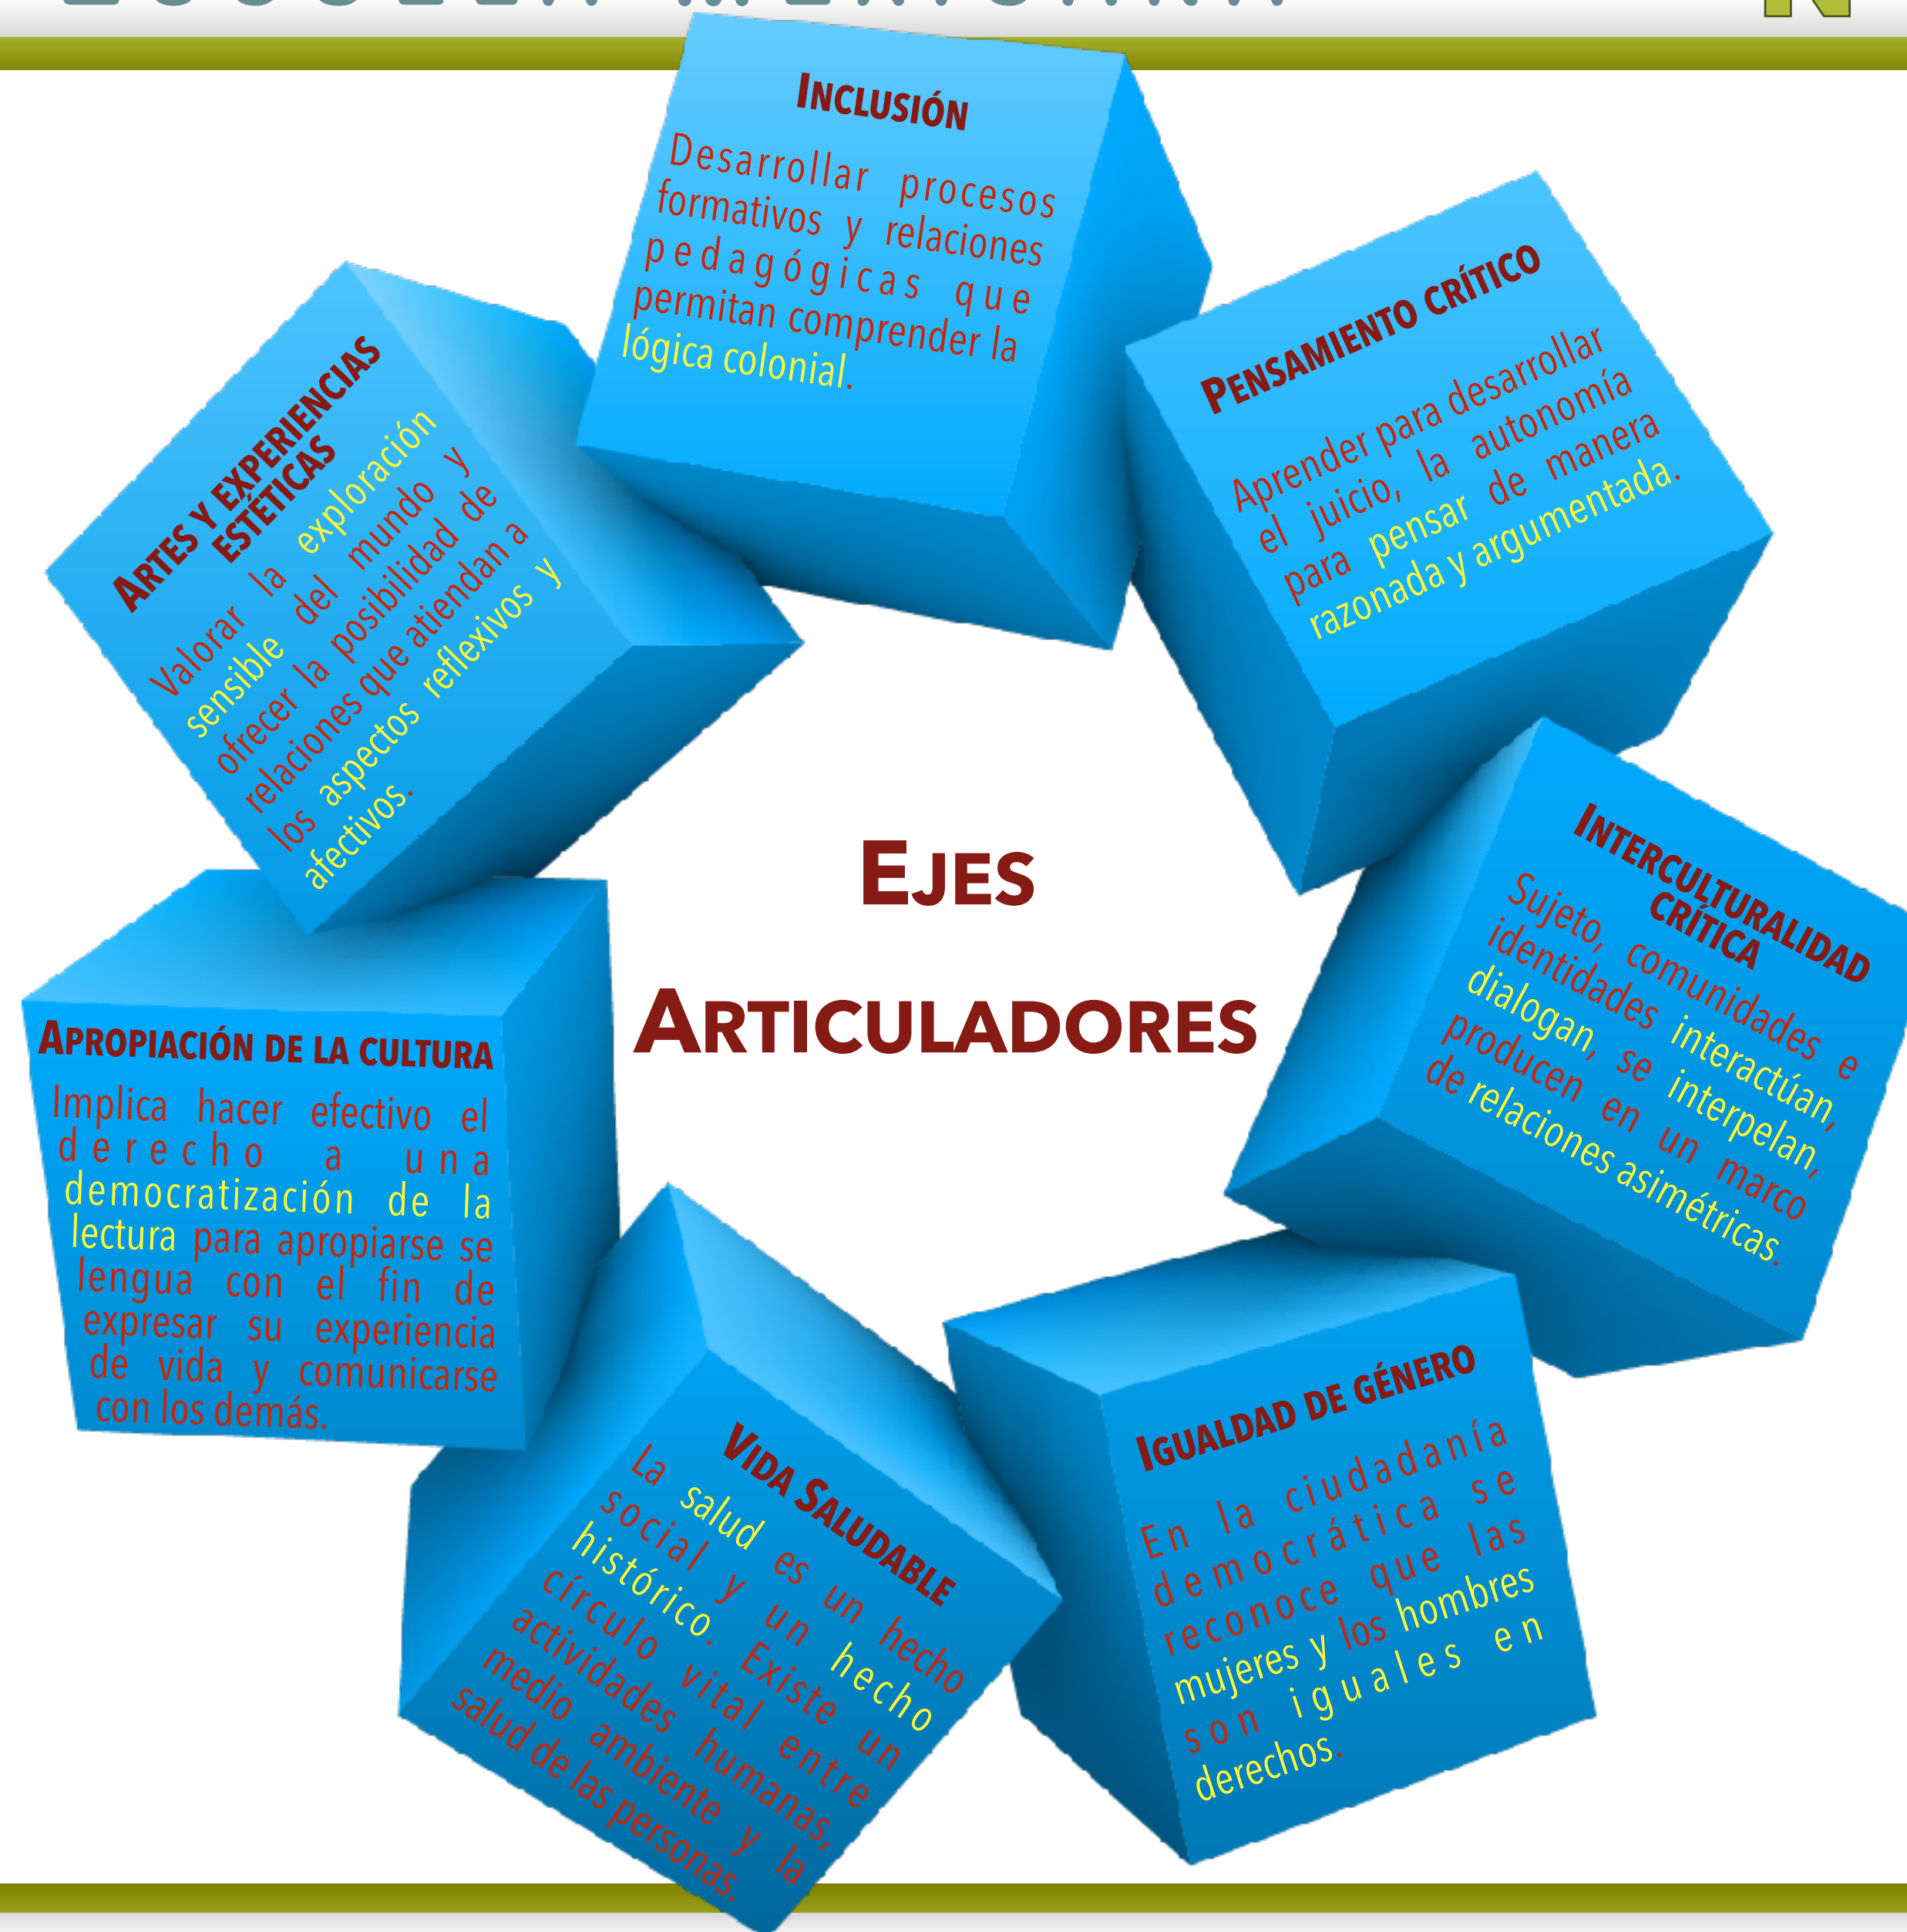 EJES
ARTICULADORES
INCLUSIÓN
Desarrollar procesos
formativos y relaciones
pedagógicas que
permitan comprender la
lógica colonial.
PENSAMIENTO CRÍTICO
Aprender para desarrollar
el juicio, la autonomía
para pensar de manera
razonada y argumentada.
INTERCULTURALIDAD
CRÍTICA
Sujeto, comunidades e
identidades interactúan,
dialogan, se interpelan,
producen en un marco
de relaciones asimétricas.
IGUALDAD DE GÉNERO
En la ciudadanía
democrática se
reconoce que las
mujeres y los hombres
son iguales en
derechos.
VIDA SALUDABLE
La salud es un hecho
social y un hecho
histórico. Existe un
círculo vital entre
actividades humanas,
medio ambiente y la
salud de las personas.
APROPIACIÓN DE LA CULTURA
Implica hacer efectivo el
derecho a una
democratización de la
lectura para apropiarse se
lengua con el fin de
expresar su experiencia
de vida y comunicarse
con los demás.
ARTES Y EXPERIENCIAS
ESTÉTICAS
Valorar la exploración
sensible del mundo y
ofrecer la posibilidad de
relaciones que atiendan a
los aspectos reflexivos y
afectivos.